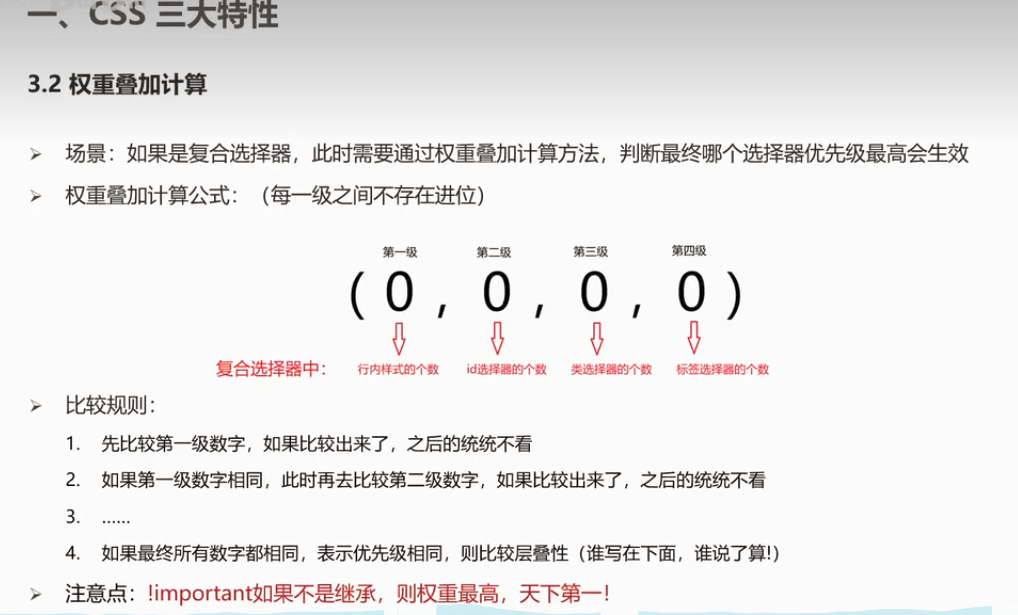 一、CSS 三大特性
3.2 权重叠加计算
➢ 场景：如果是复合选择器，此时需要通过权重叠加计算方法，判断最终哪个选择器优先级最高会生效
➢ 权重叠加计算公式：（每一级之间不存在进位）
第一级 第二级 第三级 第四级
( 0 , 0 , 0 , 0 )
复合选择器中： 行内样式的个数 id选择器的个数 类选择器的个数 标签选择器的个数
➢ 比较规则：
1. 先比较第一级数字，如果比较出来了，之后的统统不看
2. 如果第一级数字相同，此时再去比较第二级数字，如果比较出来了，之后的统统不看
3. ……
4. 如果最终所有数字都相同，表示优先级相同，则比较层叠性（谁写在下面，谁说了算!）
➢ 注意点：!important如果不是继承，则权重最高，天下第一！